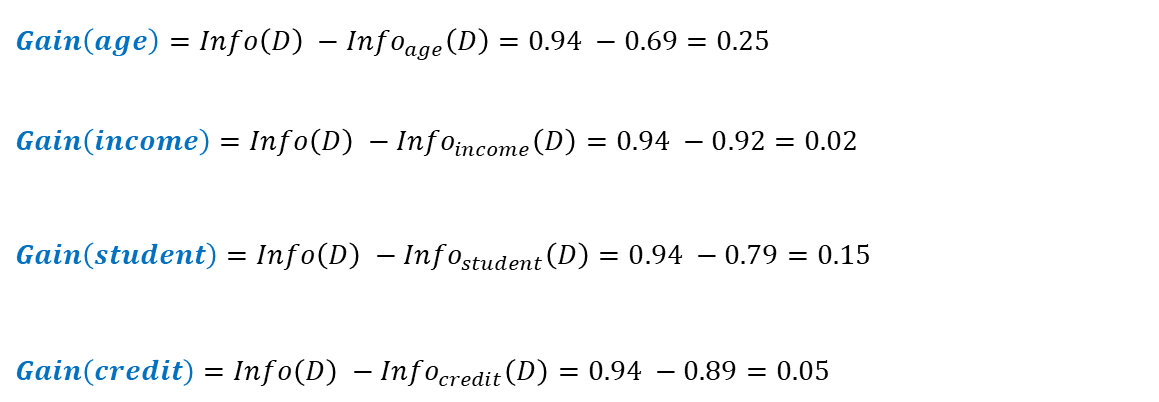 Gain(age) = Info(D) − Info_age(D) = 0.94 − 0.69 = 0.25
Gain(income) = Info(D) − Info_income(D) = 0.94 − 0.92 = 0.02
Gain(student) = Info(D) − Info_student(D) = 0.94 − 0.79 = 0.15
Gain(credit) = Info(D) − Info_credit(D) = 0.94 − 0.89 = 0.05